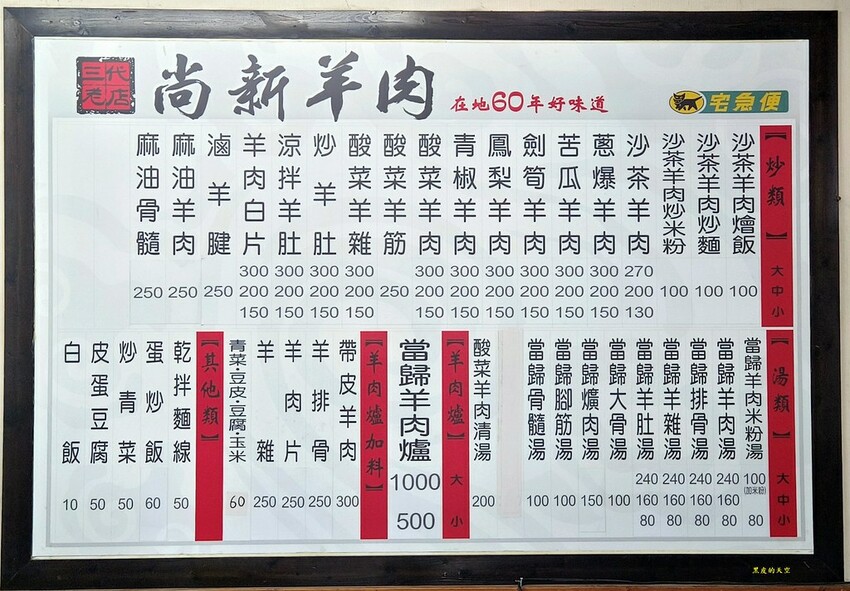 三代老店
尚新羊肉
在地60年好味道
宅急便
【炒類】 大 中 小
沙茶羊肉燴飯 100
沙茶羊肉炒麵 100
沙茶羊肉炒米粉 100
沙茶羊肉 270 200 130
蔥爆羊肉 300 200 150
苦瓜羊肉 300 200 150
劍筍羊肉 300 200 150
鳳梨羊肉 300 200 150
青椒羊肉 300 200 150
酸菜羊肉 300 200 150
酸菜羊筋 250
酸菜羊雜 300 200 150
炒羊肚 300 200 150
涼拌羊肚 300 200 150
羊肉白片 300 200 150
滷羊腱 250
麻油羊肉 250
麻油骨髓 250
【湯類】 大 中 小
當歸羊肉米粉湯 100 (加米粉) 80
當歸羊肉湯 240 160 80
當歸排骨湯 240 160 80
當歸羊雜湯 240 160 80
當歸羊肚湯 240 160 80
當歸大骨湯 100
當歸爌肉湯 150
當歸腳筋湯 100
當歸骨髓湯 100
酸菜羊肉清湯 200
【羊肉爐】 大 小
當歸羊肉爐 1000 500
【羊肉爐加料】
帶皮羊肉 300
羊排骨 250
羊肉片 250
羊雜 250
青菜·豆皮·豆腐·玉米 60
【其他類】
乾拌麵線 50
蛋炒飯 60
炒青菜 50
皮蛋豆腐 50
白飯 10
黑皮的天空